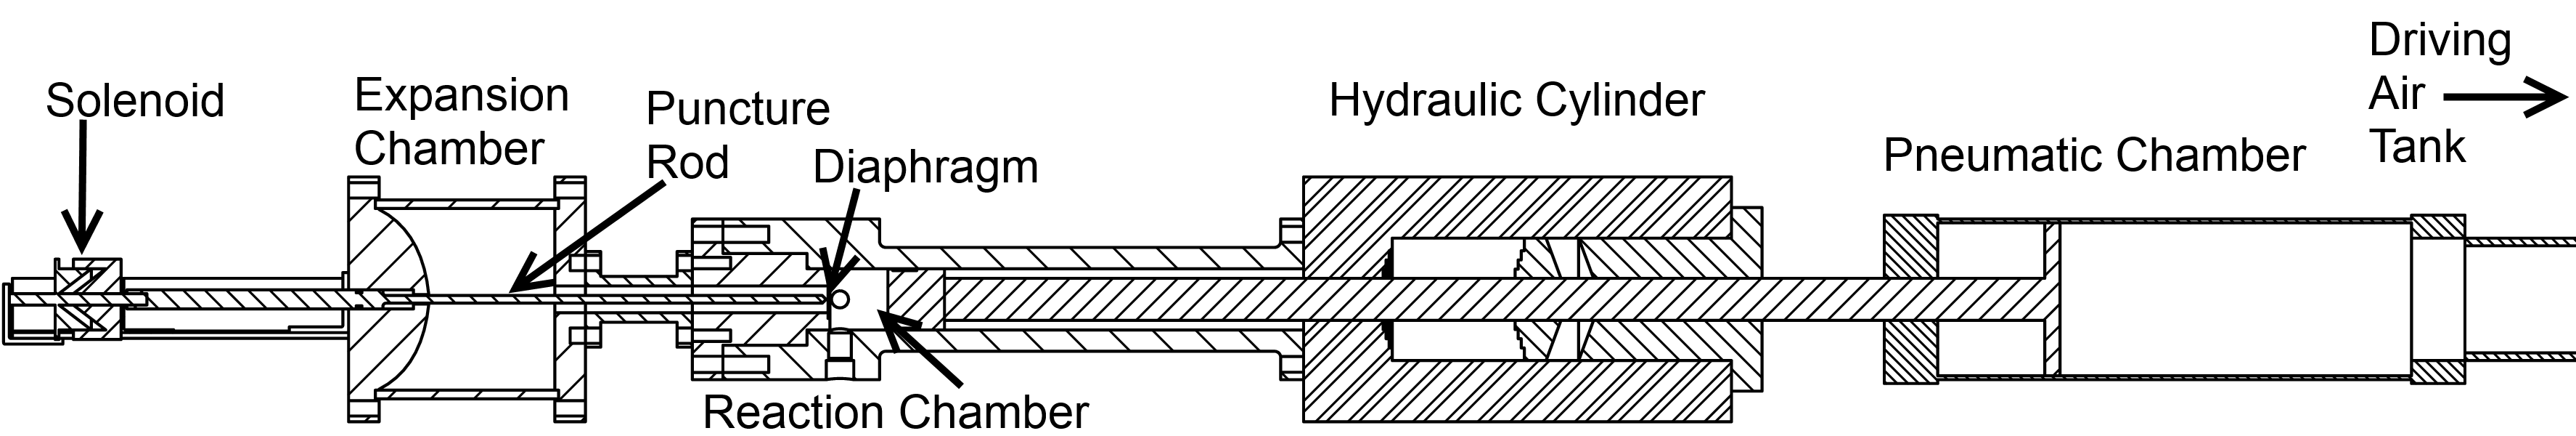 Solenoid
Expansion
Chamber
Puncture
Rod
Diaphragm
Reaction Chamber
Hydraulic Cylinder
Pneumatic Chamber
Driving
Air
Tank